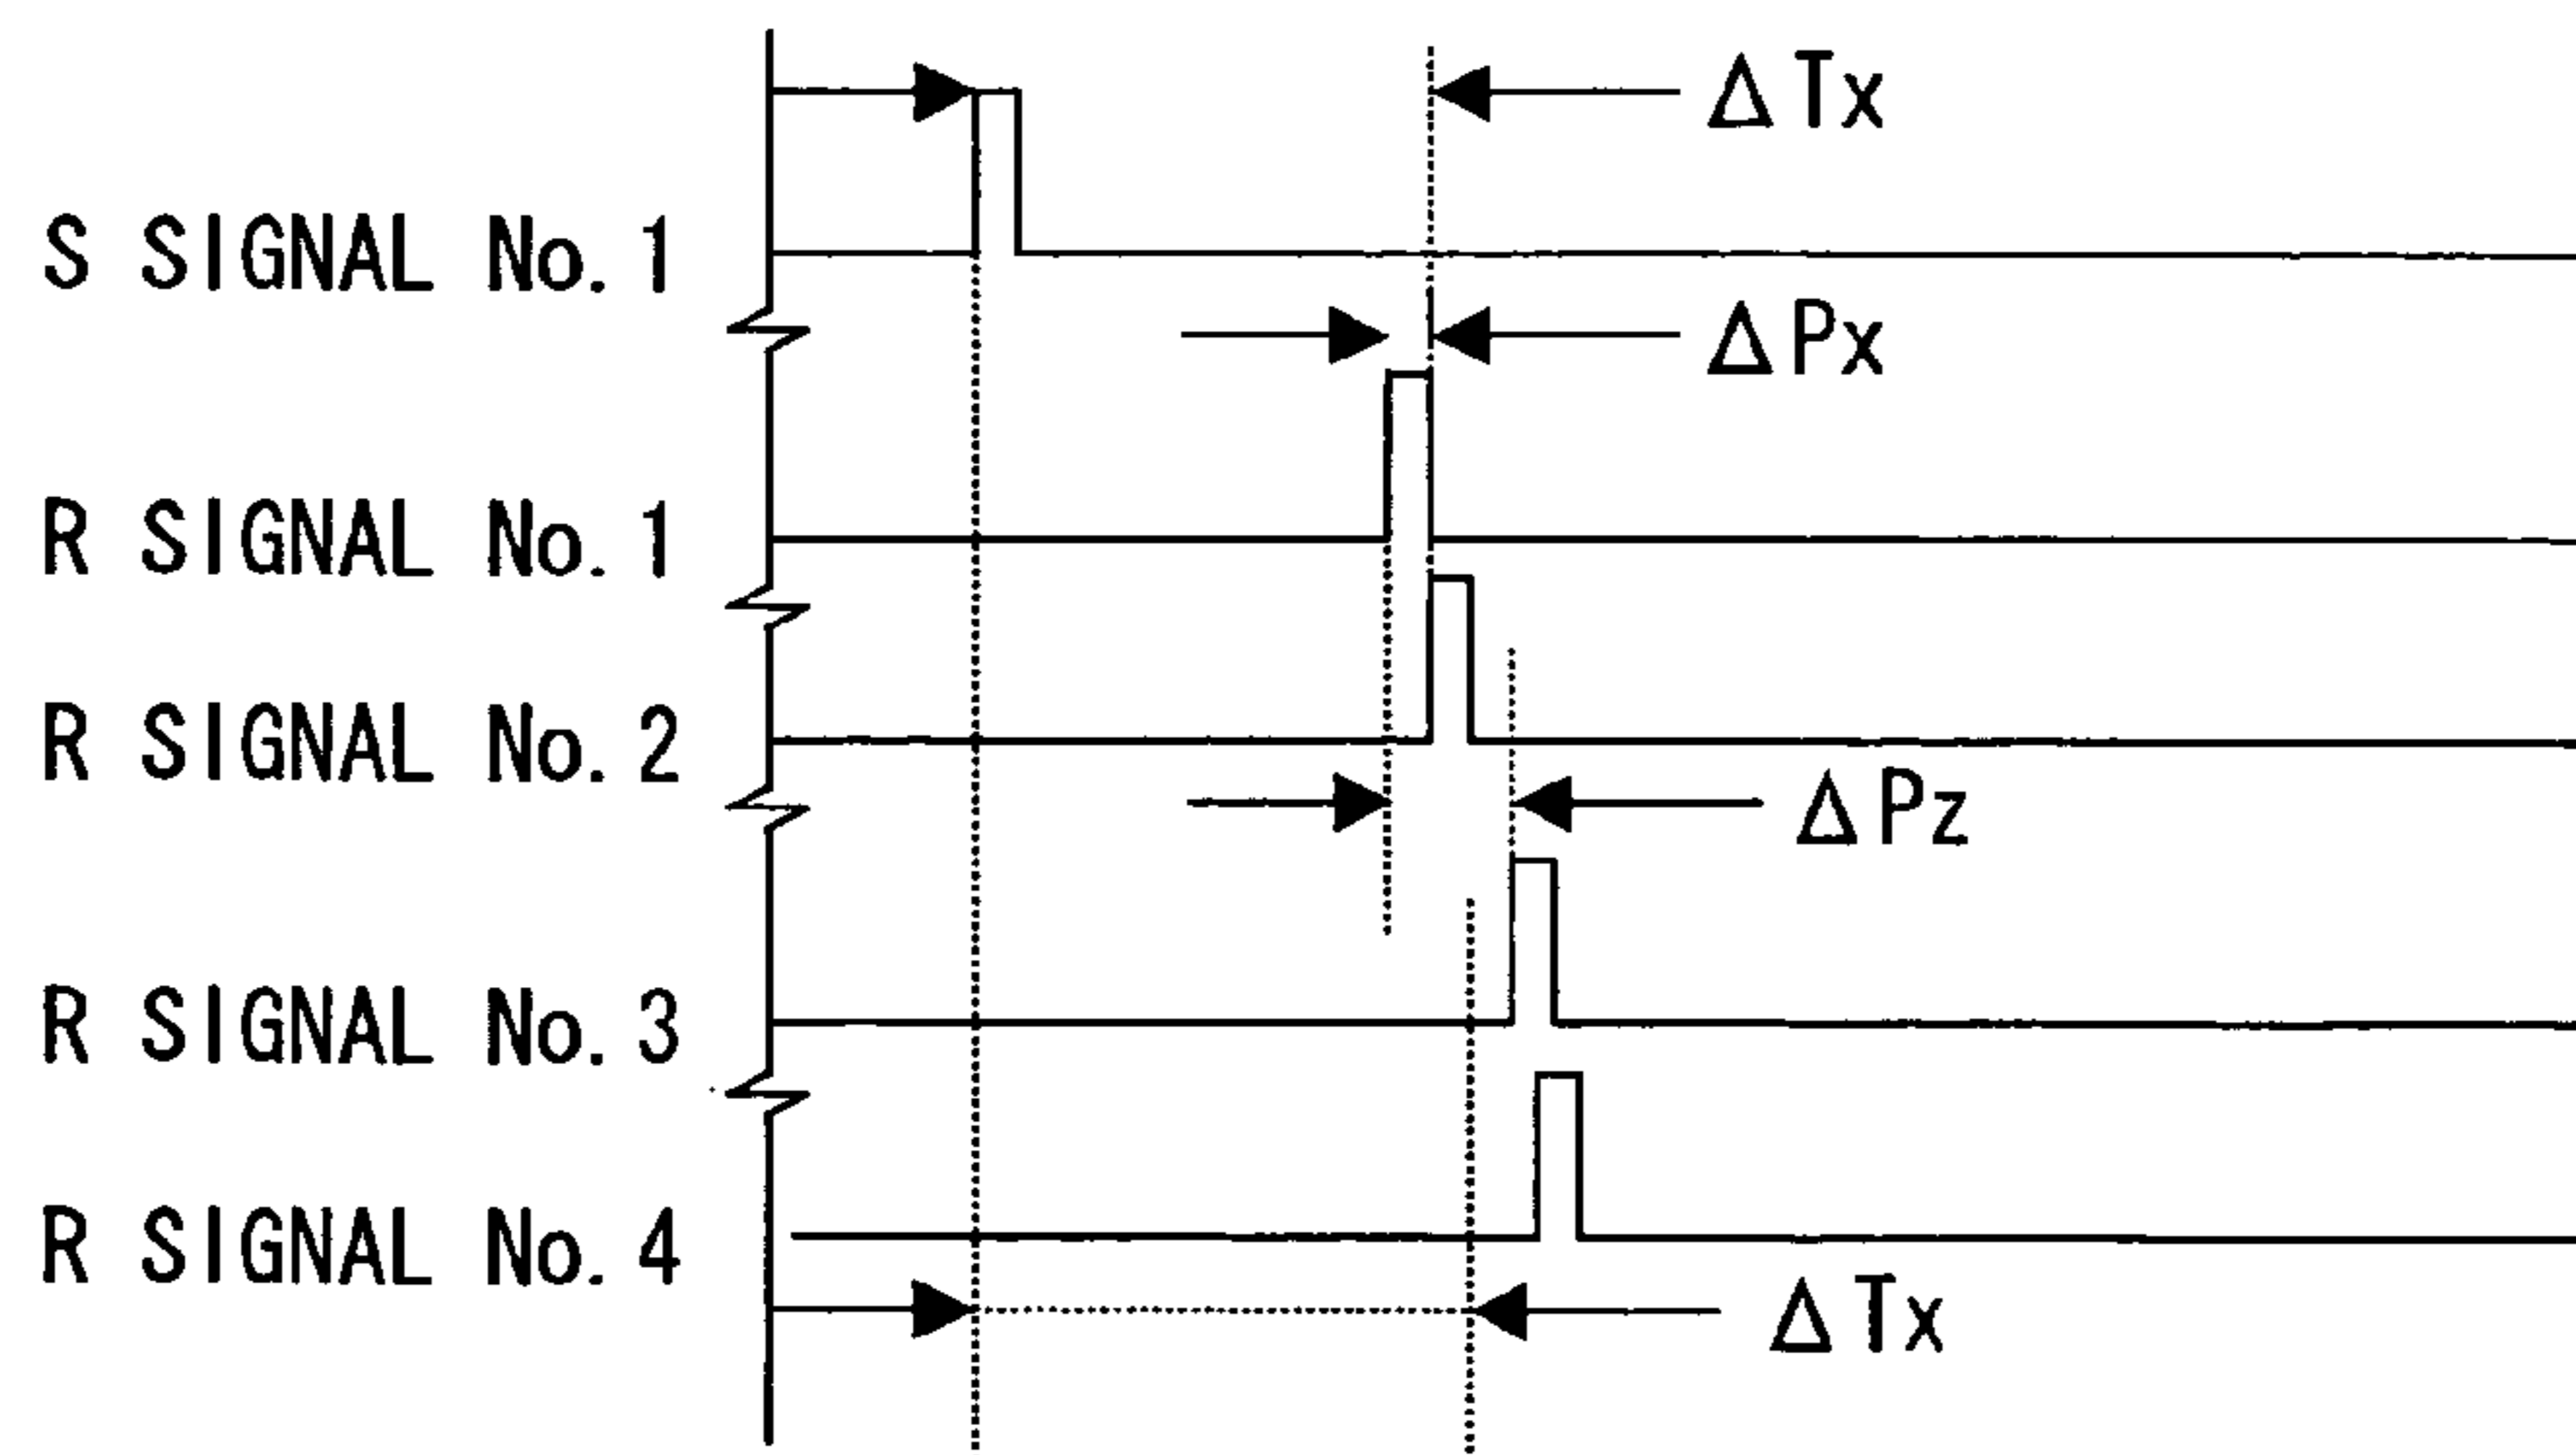 ΔTx
S SIGNAL No. 1
ΔPx
R SIGNAL No. 1
R SIGNAL No. 2
ΔPz
R SIGNAL No. 3
R SIGNAL No. 4
ΔTx